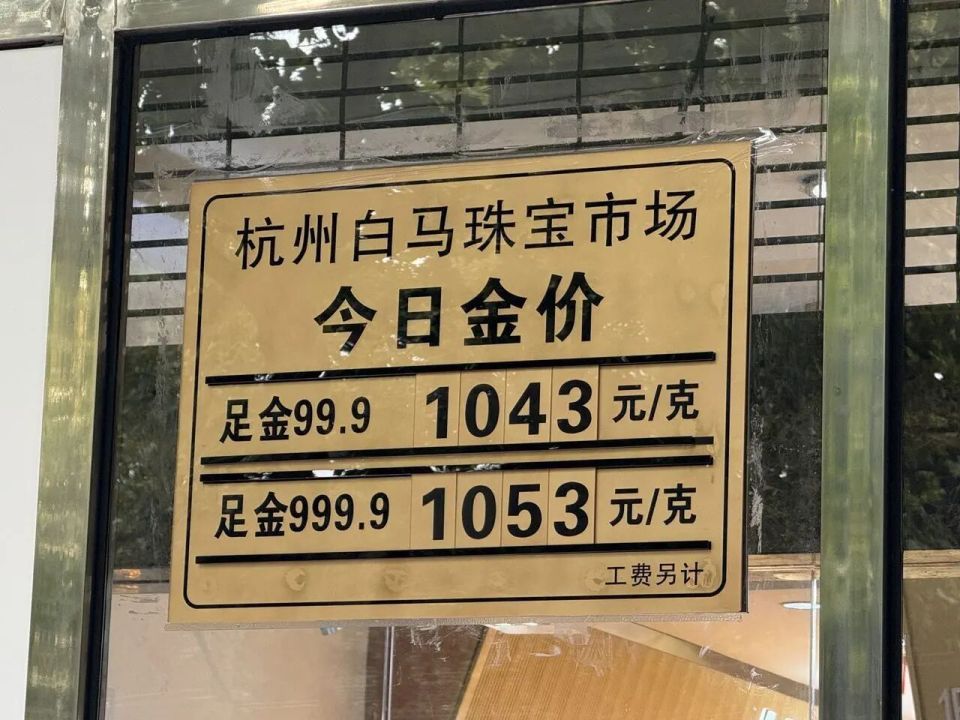 杭州白马珠宝市场
今日金价
足金99.9 1043 元/克
足金999.9 1053 元/克
工费另计